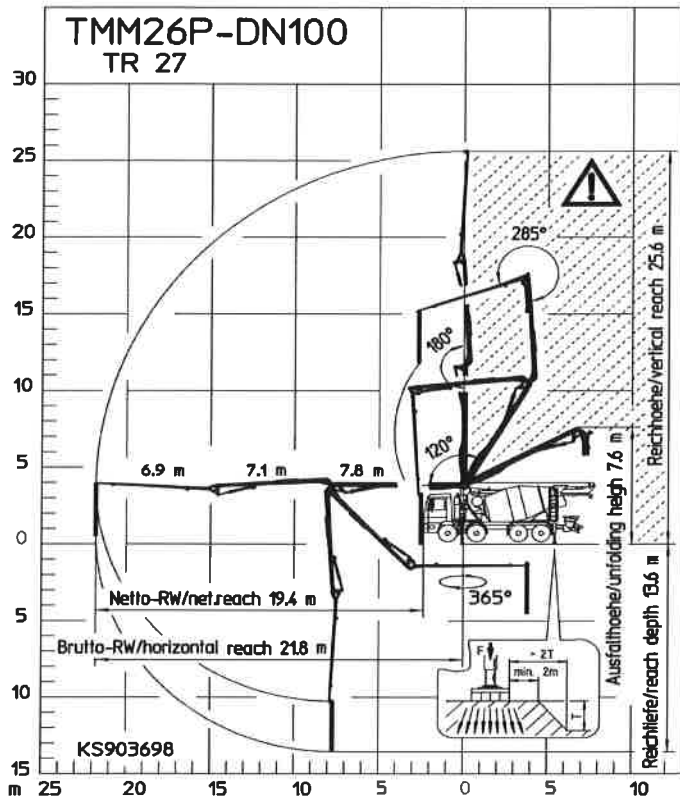 TMM26P-DN100
TR 27
30
25
20
15
10
5
0
5
10
15
m 25 20 15 10 5 0 5 10
285°
180°
120°
6.9 m 7.1 m 7.8 m
365°
Netto-RW/net.reach 19.4 m
Brutto-RW/horizontal reach 21.8 m
Reichhoehe/vertical reach 25.6 m
Ausfalthoehe/unfolding heigh 7.6 m
Reichtiefe/reach depth 13.6 m
F
~ 2T
min. 2m
T
KS903698